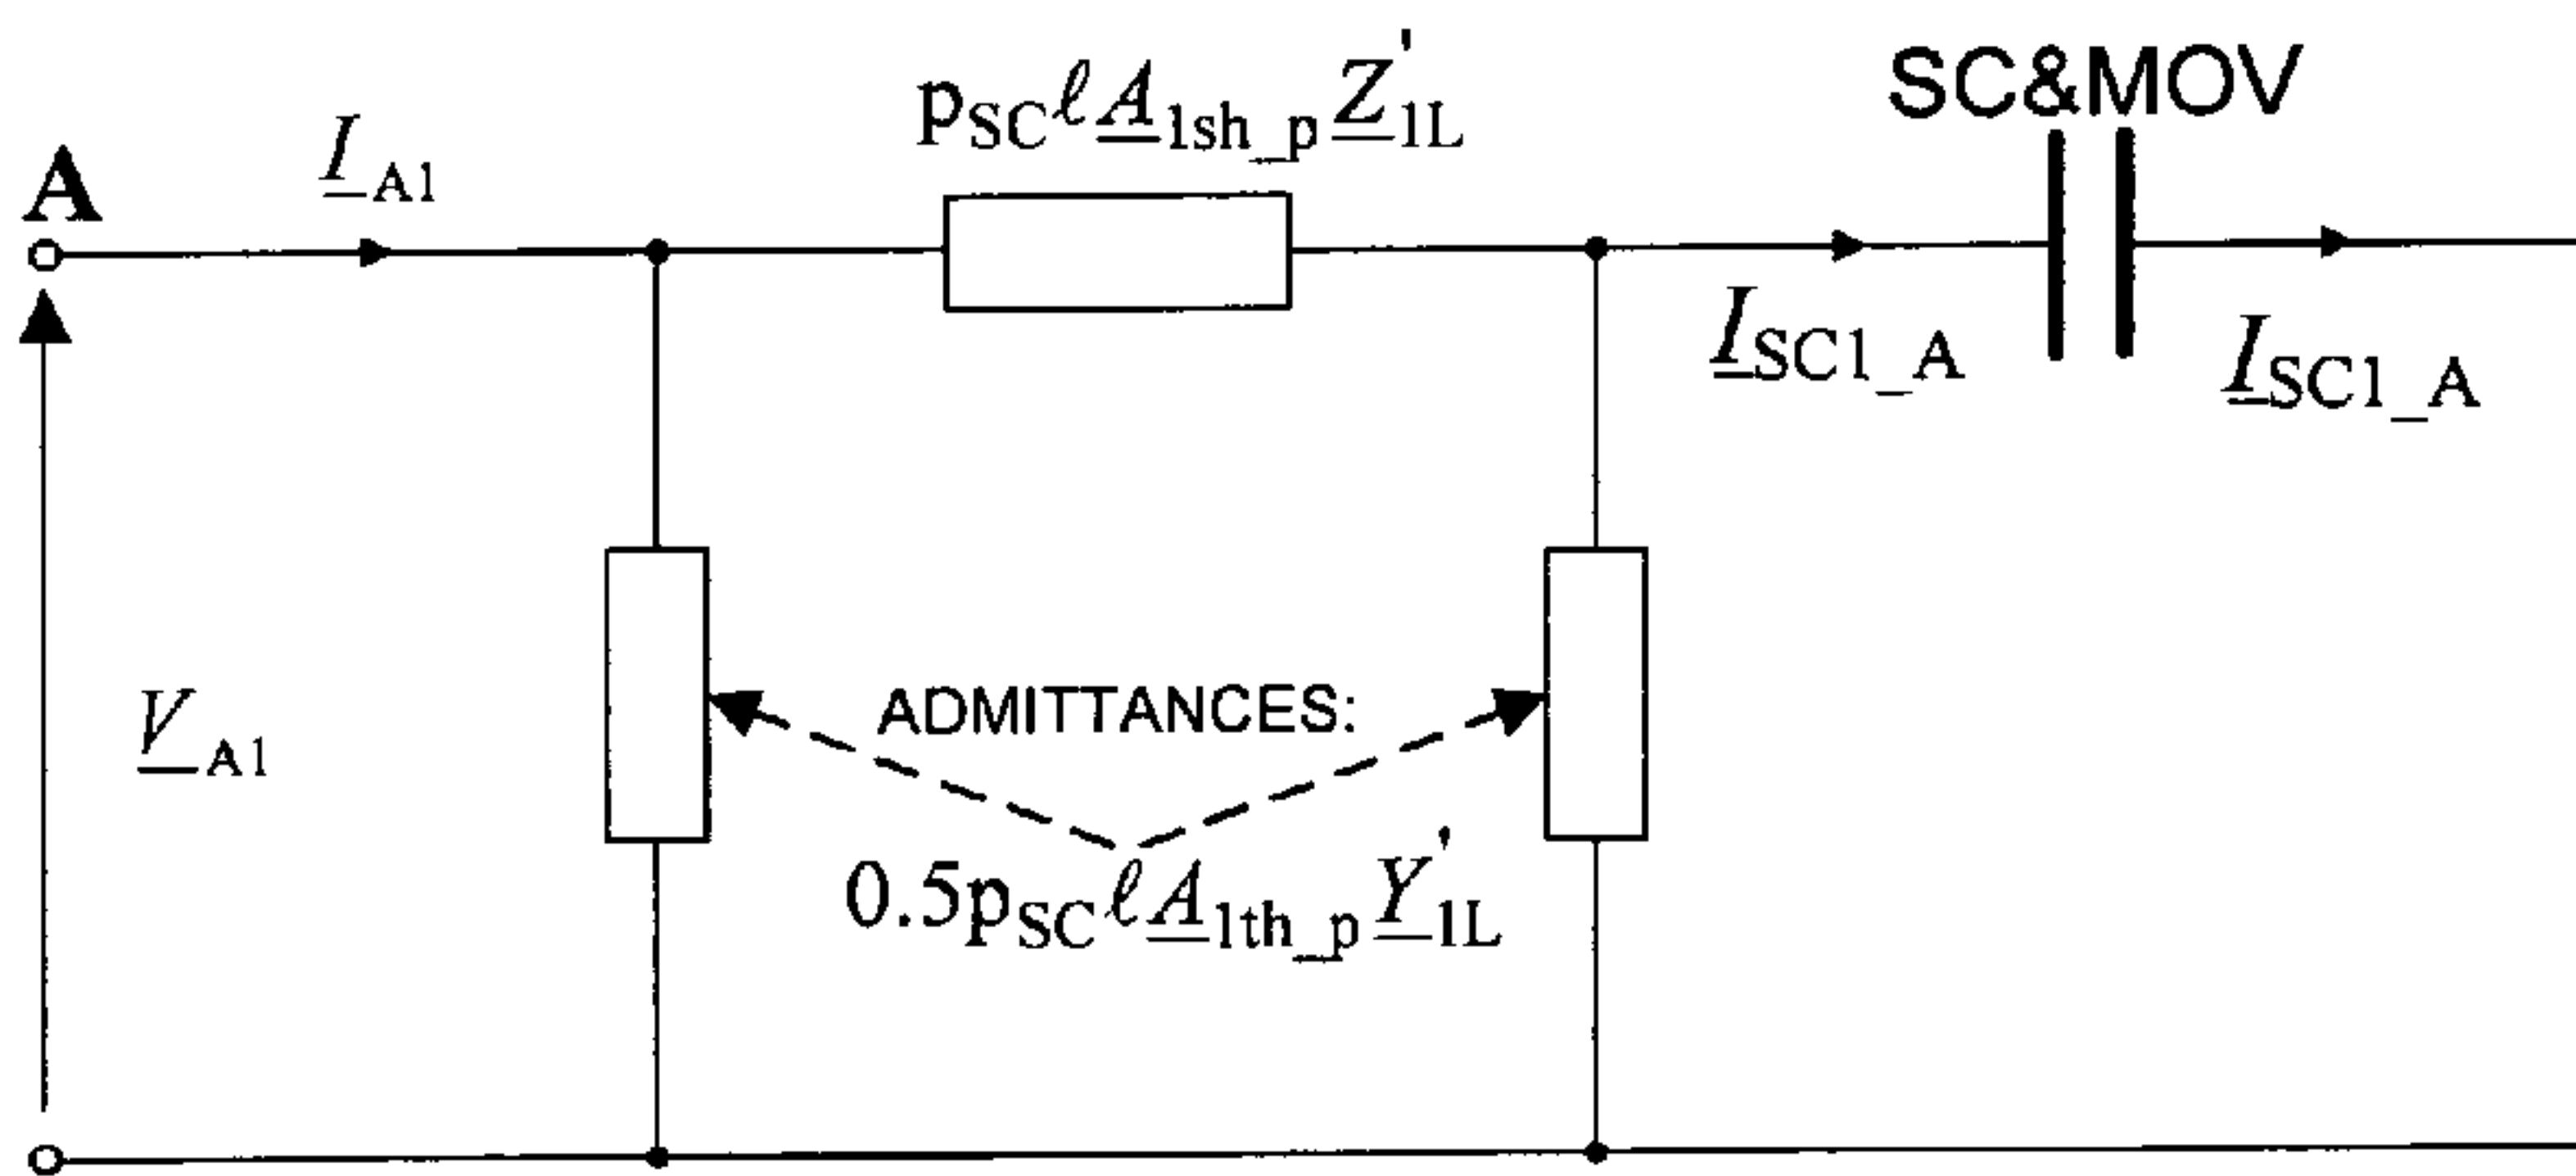 SC&MOV
p_SC ℓ A_1sh_p Z'_1L
I_A1
A
I_SC1_A
I_SC1_A
V_A1
ADMITTANCES:
0.5p_SC ℓ A_1th_p Y'_1L